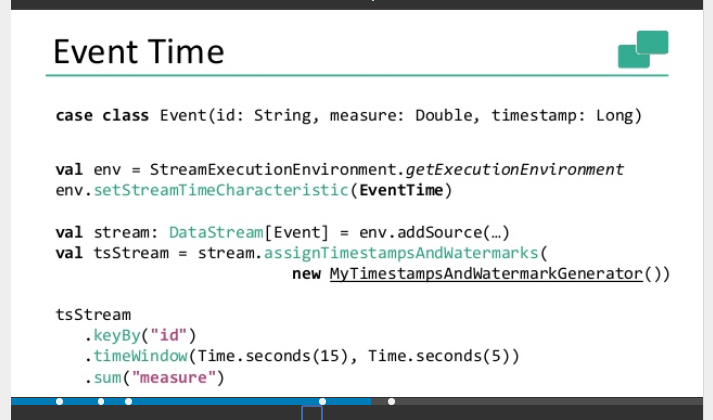 Event Time
case class Event(id: String, measure: Double, timestamp: Long)
val env = StreamExecutionEnvironment.getExecutionEnvironment
env.setStreamTimeCharacteristic(EventTime)
val stream: DataStream[Event] = env.addSource(…)
val tsStream = stream.assignTimestampsAndWatermarks(
new MyTimestampsAndWatermarkGenerator())
tsStream
.keyBy("id")
.timeWindow(Time.seconds(15), Time.seconds(5))
.sum("measure")